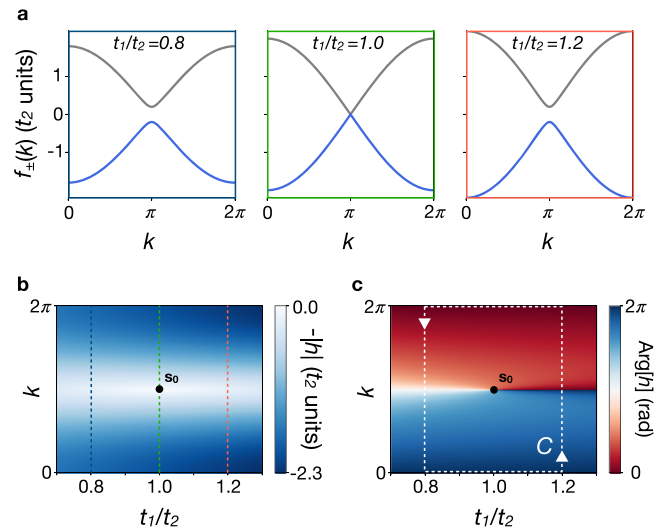 a
t₁/t₂=0.8
t₁/t₂=1.0
t₁/t₂=1.2
f±(k) (t₂ units)
1
0
-1
0
π
2π
0
π
2π
0
π
2π
k
k
k
b
2π
k
0
s₀
0.8
1.0
1.2
t₁/t₂
0.0
-2.3
-|h| (t₂ units)
c
2π
k
0
s₀
C
0.8
1.0
1.2
t₁/t₂
2π
0
Arg[h] (rad)